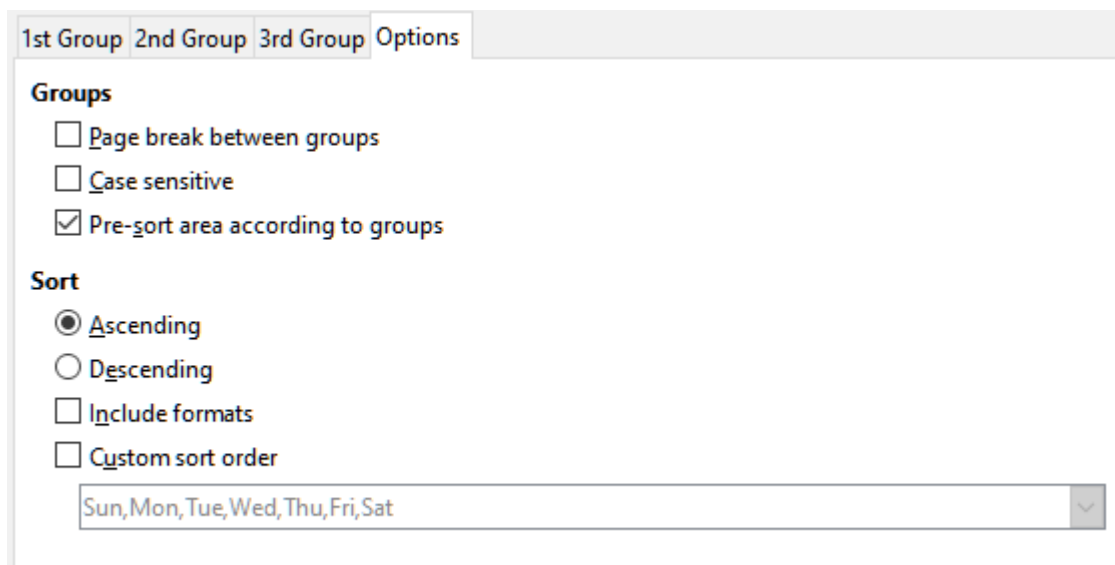 1st Group 2nd Group 3rd Group Options
Groups
Page break between groups
Case sensitive
Pre-sort area according to groups
Sort
Ascending
Descending
Include formats
Custom sort order
Sun,Mon,Tue,Wed,Thu,Fri,Sat